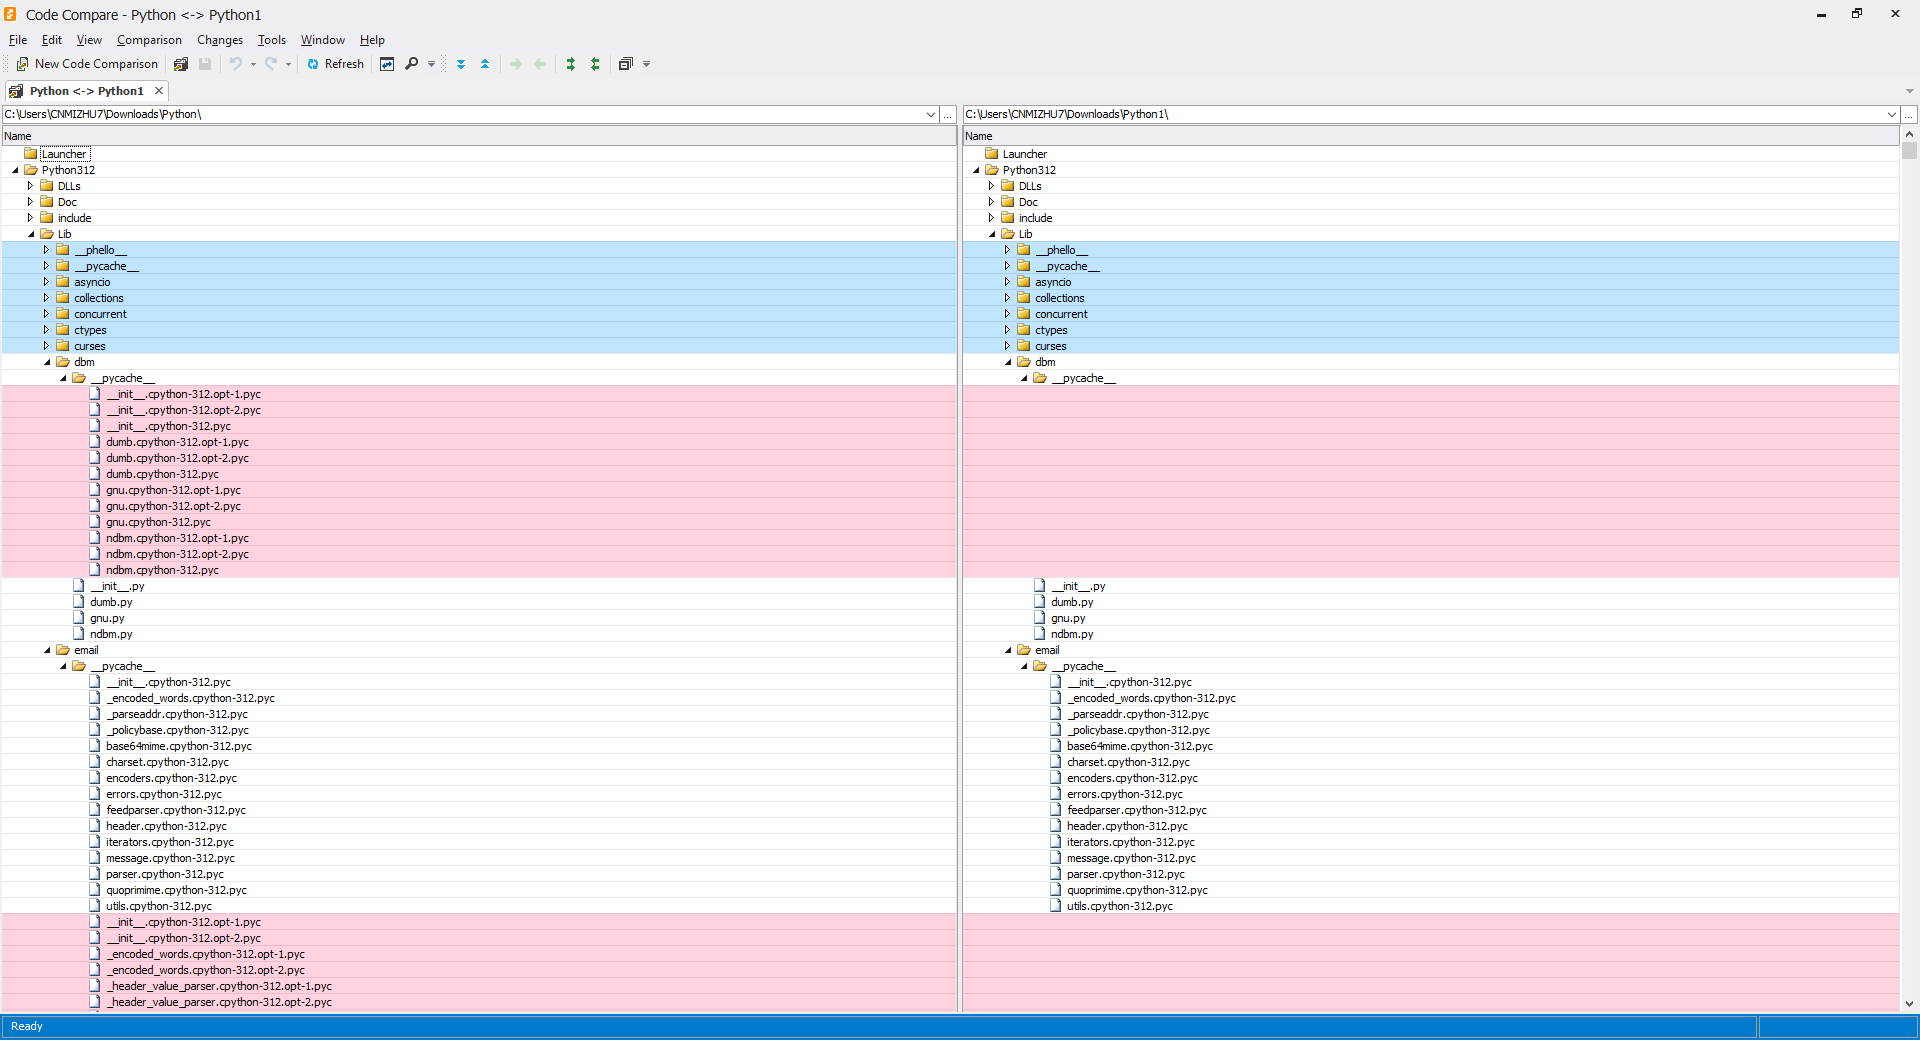 Code Compare - Python <-> Python1
File Edit View Comparison Changes Tools Window Help
New Code Comparison Refresh
Python <-> Python1
C:\Users\CNMIZHU7\Downloads\Python\ ...
Name
Launcher
Python312
DLLs
Doc
include
Lib
__phello__
__pycache__
asyncio
collections
concurrent
ctypes
curses
dbm
__pycache__
__init__.cpython-312.opt-1.pyc
__init__.cpython-312.opt-2.pyc
__init__.cpython-312.pyc
dumb.cpython-312.opt-1.pyc
dumb.cpython-312.opt-2.pyc
dumb.cpython-312.pyc
gnu.cpython-312.opt-1.pyc
gnu.cpython-312.opt-2.pyc
gnu.cpython-312.pyc
ndbm.cpython-312.opt-1.pyc
ndbm.cpython-312.opt-2.pyc
ndbm.cpython-312.pyc
__init__.py
dumb.py
gnu.py
ndbm.py
email
__pycache__
__init__.cpython-312.pyc
_encoded_words.cpython-312.pyc
_parseaddr.cpython-312.pyc
_policybase.cpython-312.pyc
base64mime.cpython-312.pyc
charset.cpython-312.pyc
encoders.cpython-312.pyc
errors.cpython-312.pyc
feedparser.cpython-312.pyc
header.cpython-312.pyc
iterators.cpython-312.pyc
message.cpython-312.pyc
parser.cpython-312.pyc
quoprimime.cpython-312.pyc
utils.cpython-312.pyc
__init__.cpython-312.opt-1.pyc
__init__.cpython-312.opt-2.pyc
_encoded_words.cpython-312.opt-1.pyc
_encoded_words.cpython-312.opt-2.pyc
_header_value_parser.cpython-312.opt-1.pyc
_header_value_parser.cpython-312.opt-2.pyc
C:\Users\CNMIZHU7\Downloads\Python1\ ...
Name
Launcher
Python312
DLLs
Doc
include
Lib
__phello__
__pycache__
asyncio
collections
concurrent
ctypes
curses
dbm
__pycache__
__init__.py
dumb.py
gnu.py
ndbm.py
email
__pycache__
__init__.cpython-312.pyc
_encoded_words.cpython-312.pyc
_parseaddr.cpython-312.pyc
_policybase.cpython-312.pyc
base64mime.cpython-312.pyc
charset.cpython-312.pyc
encoders.cpython-312.pyc
errors.cpython-312.pyc
feedparser.cpython-312.pyc
header.cpython-312.pyc
iterators.cpython-312.pyc
message.cpython-312.pyc
parser.cpython-312.pyc
quoprimime.cpython-312.pyc
utils.cpython-312.pyc
Ready